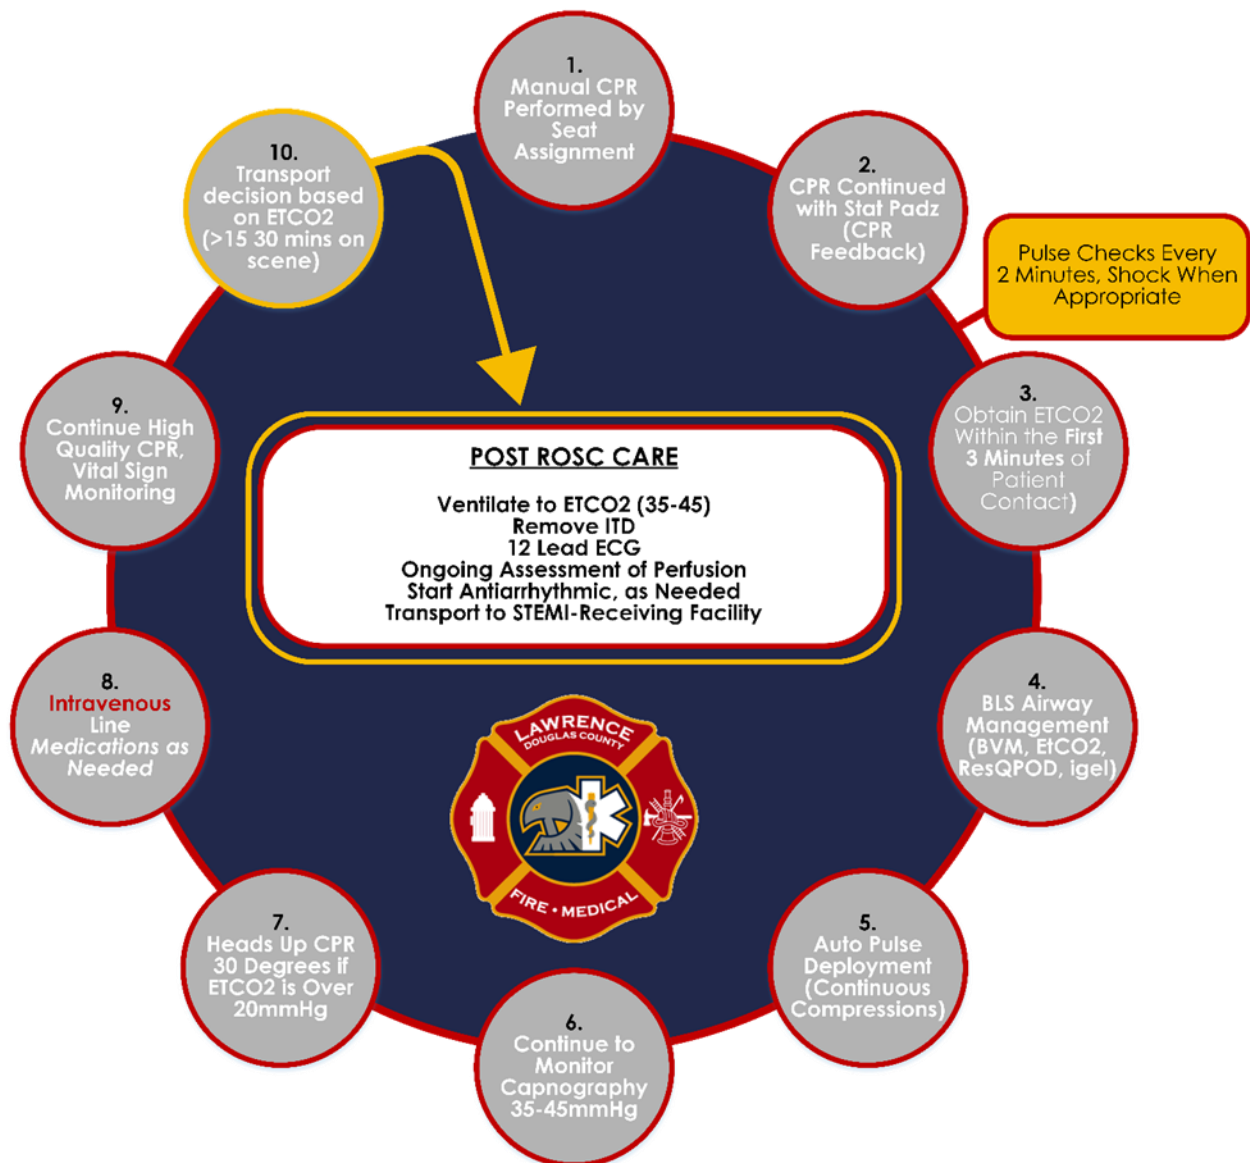 1.
Manual CPR
Performed by
Seat
Assignment
2.
CPR Continued
with Stat Padz
(CPR
Feedback)
Pulse Checks Every
2 Minutes, Shock When
Appropriate
3.
Obtain ETCO2
Within the First
3 Minutes of
Patient
Contact)
4.
BLS Airway
Management
(BVM, EtCO2,
ResQPOD, igel)
5.
Auto Pulse
Deployment
(Continuous
Compressions)
6.
Continue to
Monitor
Capnography
35-45mmHg
7.
Heads Up CPR
30 Degrees if
ETCO2 is Over
20mmHg
8.
Intravenous
Line
Medications as
Needed
9.
Continue High
Quality CPR,
Vital Sign
Monitoring
10.
Transport
decision based
on ETCO2
(>15 30 mins on
scene)
POST ROSC CARE
Ventilate to ETCO2 (35-45)
Remove ITD
12 Lead ECG
Ongoing Assessment of Perfusion
Start Antiarrhythmic, as Needed
Transport to STEMI-Receiving Facility
LAWRENCE
DOUGLAS COUNTY
FIRE • MEDICAL